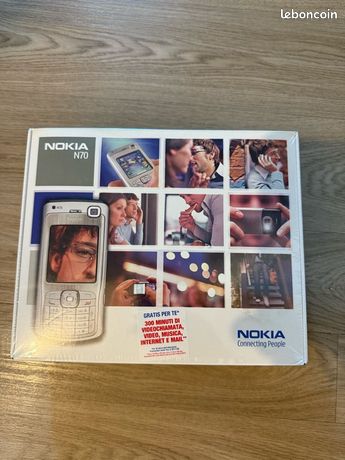 leboncoin
NOKIA
N70
GRATIS PER TE*
300 MINUTI DI
VIDEOCHIAMATA,
VIDEO, MUSICA,
INTERNET E MAIL**
NOKIA
Connecting People